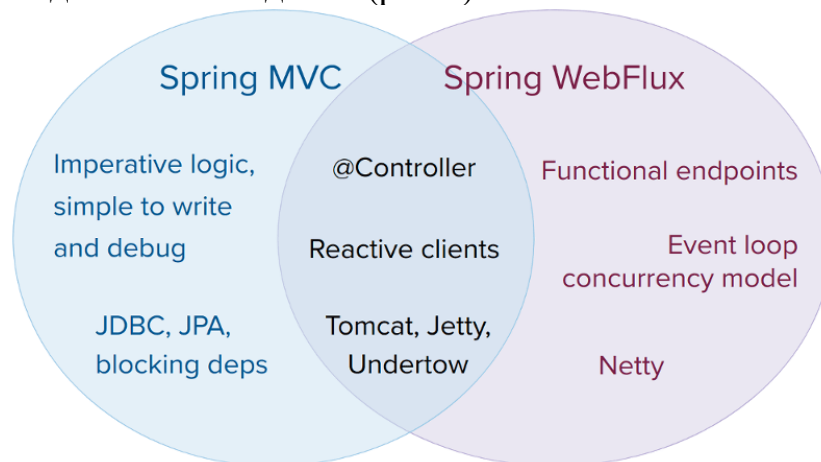 Spring MVC
Spring WebFlux
Imperative logic,
simple to write
and debug
JDBC, JPA,
blocking deps
@Controller
Reactive clients
Tomcat, Jetty,
Undertow
Functional endpoints
Event loop
concurrency model
Netty